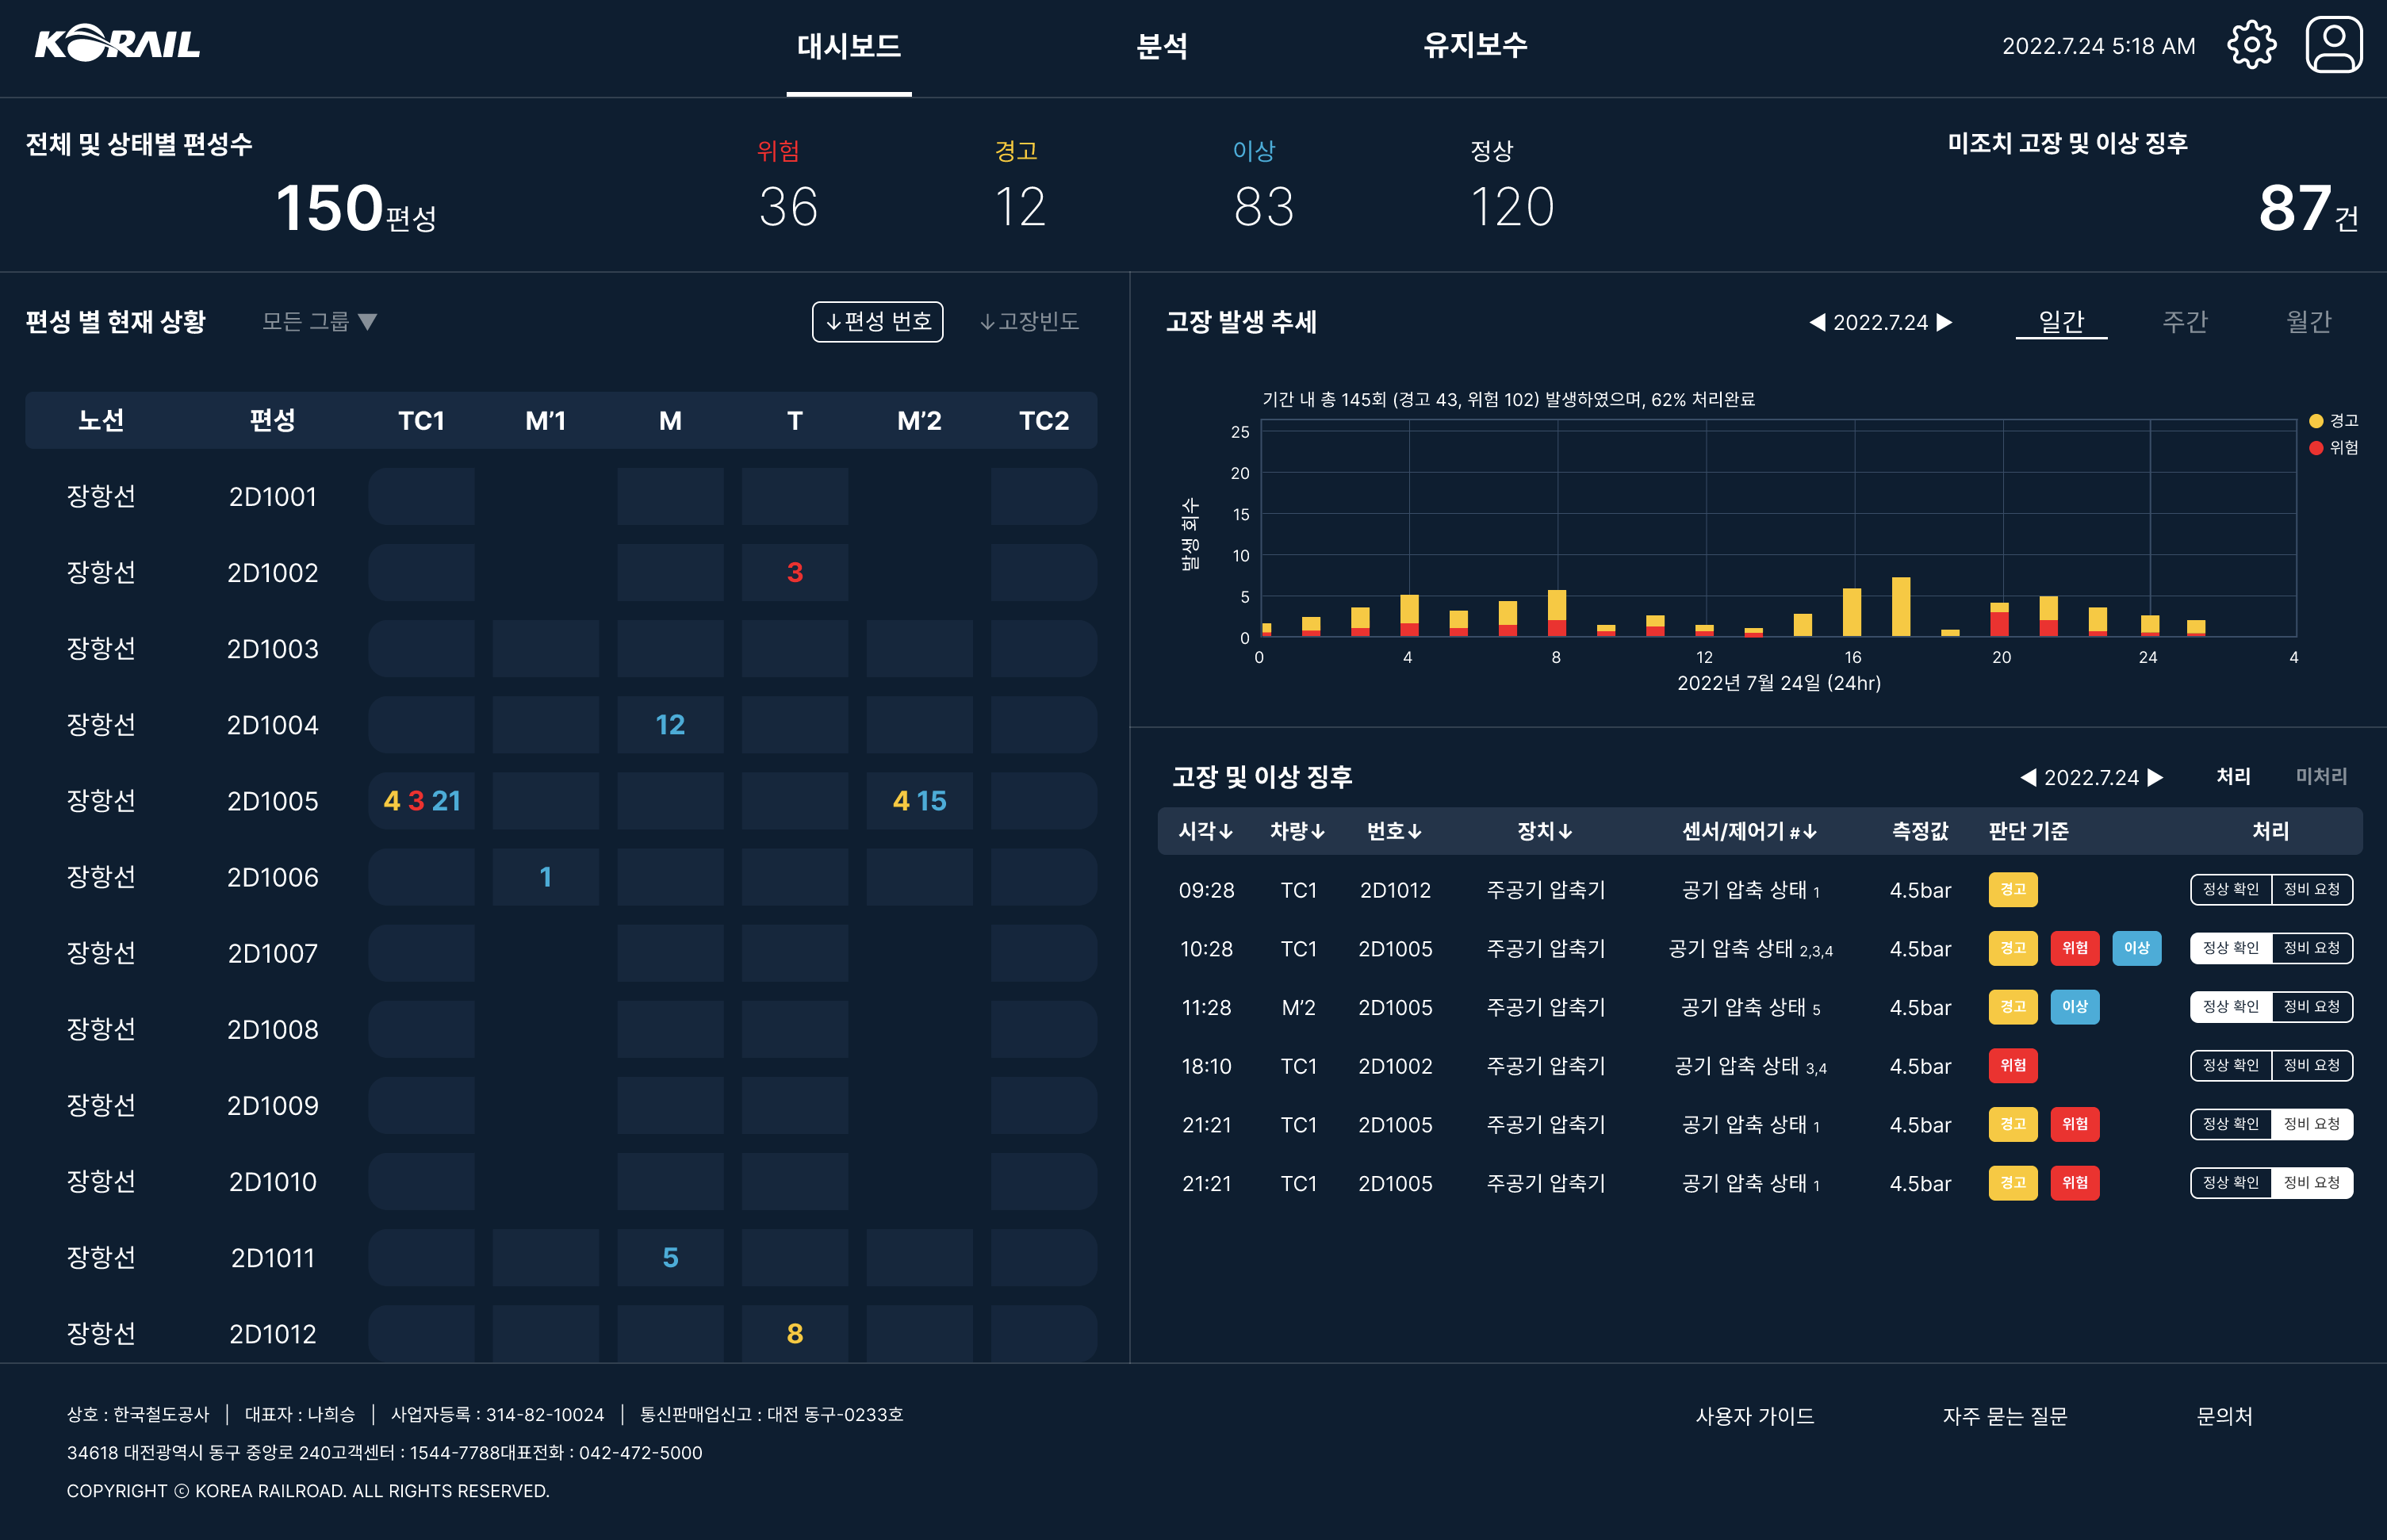 KORAIL
대시보드 분석 유지보수 2022.7.24 5:18 AM
전체 및 상태별 편성수
150편성
위험 경고 이상 정상
36 12 83 120
미조치 고장 및 이상 징후
87건
편성 별 현재 상황 모든 그룹 ▼ ↓편성 번호 ↓고장빈도
노선 편성 TC1 M’1 M T M’2 TC2
장항선 2D1001
장항선 2D1002 3
장항선 2D1003
장항선 2D1004 12
장항선 2D1005 4 3 21 4 15
장항선 2D1006 1
장항선 2D1007
장항선 2D1008
장항선 2D1009
장항선 2D1010
장항선 2D1011 5
장항선 2D1012 8
고장 발생 추세 ◀ 2022.7.24 ▶ 일간 주간 월간
기간 내 총 145회 (경고 43, 위험 102) 발생하였으며, 62% 처리완료
경고
위험
발생 회수
25
20
15
10
5
0
0 4 8 12 16 20 24 4
2022년 7월 24일 (24hr)
고장 및 이상 징후 ◀ 2022.7.24 ▶ 처리 미처리
시각↓ 차량↓ 번호↓ 장치↓ 센서/제어기 #↓ 측정값 판단 기준 처리
09:28 TC1 2D1012 주공기 압축기 공기 압축 상태 1 4.5bar 경고 정상 확인 정비 요청
10:28 TC1 2D1005 주공기 압축기 공기 압축 상태 2,3,4 4.5bar 경고 위험 이상 정상 확인 정비 요청
11:28 M’2 2D1005 주공기 압축기 공기 압축 상태 5 4.5bar 경고 이상 정상 확인 정비 요청
18:10 TC1 2D1002 주공기 압축기 공기 압축 상태 3,4 4.5bar 위험 정상 확인 정비 요청
21:21 TC1 2D1005 주공기 압축기 공기 압축 상태 1 4.5bar 경고 위험 정상 확인 정비 요청
21:21 TC1 2D1005 주공기 압축기 공기 압축 상태 1 4.5bar 경고 위험 정상 확인 정비 요청
상호 : 한국철도공사 | 대표자 : 나희승 | 사업자등록 : 314-82-10024 | 통신판매업신고 : 대전 동구-0233호
34618 대전광역시 동구 중앙로 240고객센터 : 1544-7788대표전화 : 042-472-5000
COPYRIGHT ⓒ KOREA RAILROAD. ALL RIGHTS RESERVED.
사용자 가이드 자주 묻는 질문 문의처